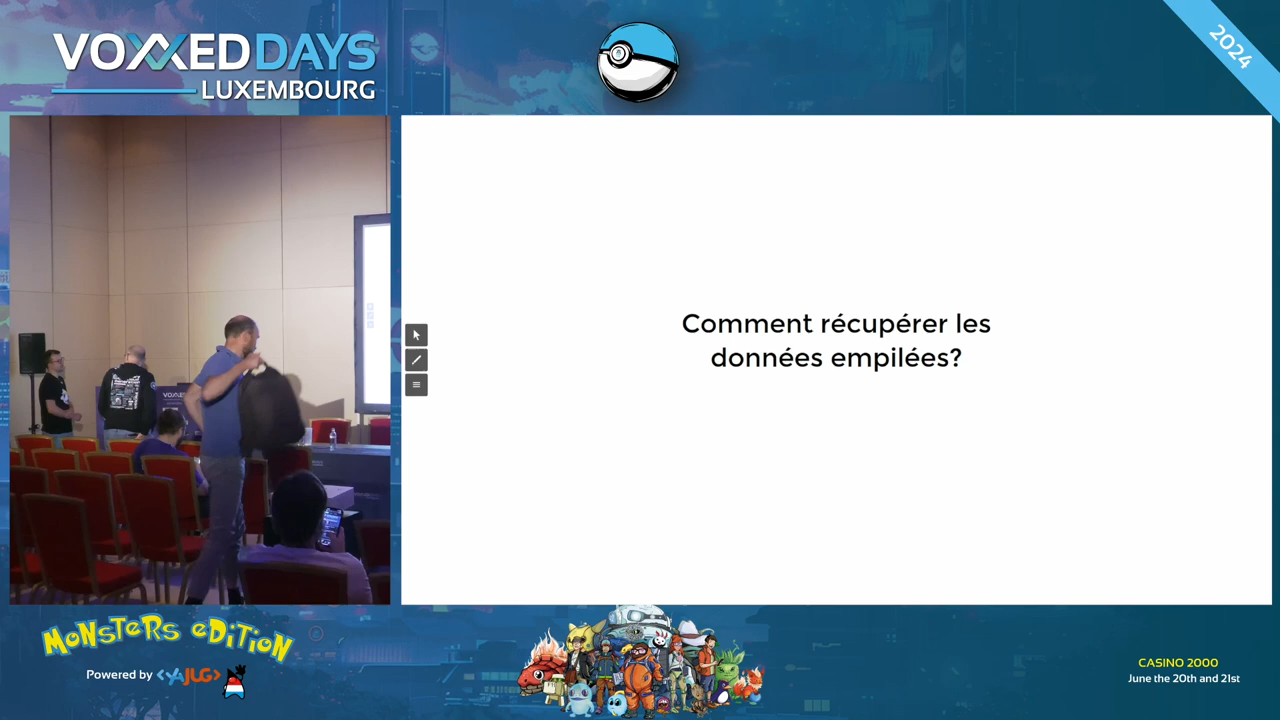 VOXXEDDAYS
LUXEMBOURG
2024
VOXXED
Comment récupérer les
données empilées?
MONSTERS EDITION
Powered by <YAJUG>
CASINO 2000
June the 20th and 21st